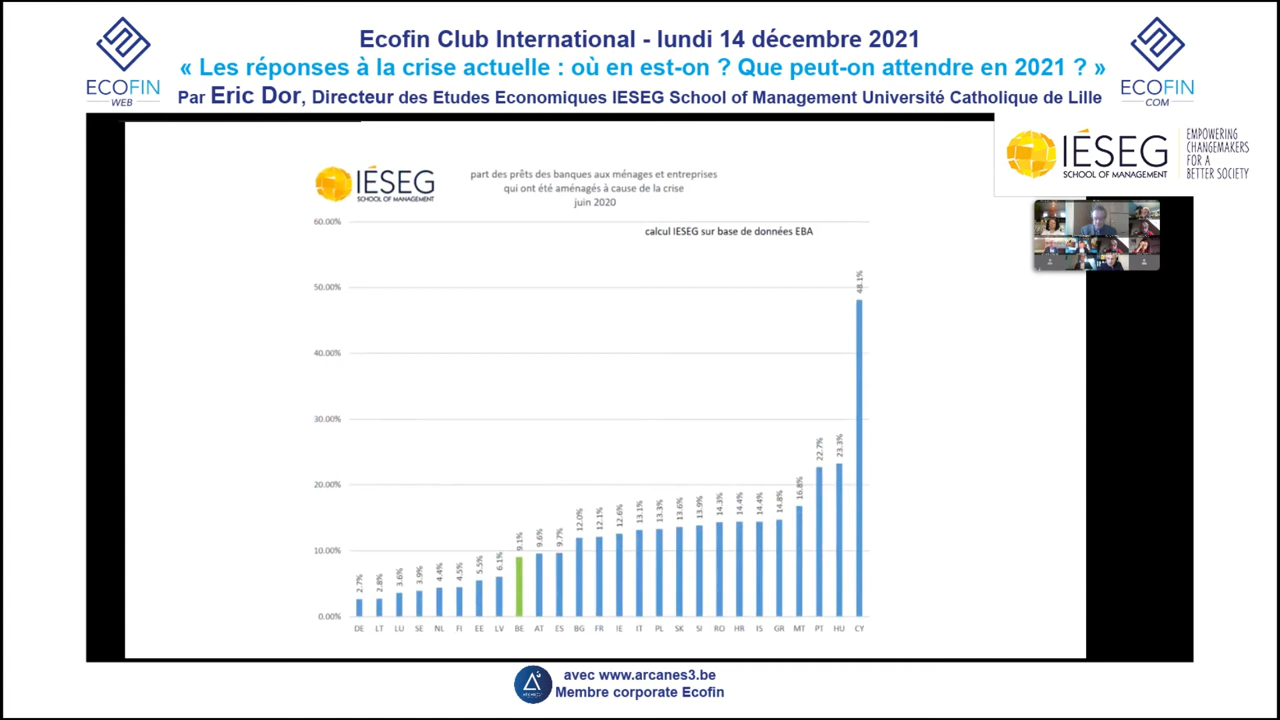 Ecofin Club International - lundi 14 décembre 2021
« Les réponses à la crise actuelle : où en est-on ? Que peut-on attendre en 2021 ? »
Par Eric Dor, Directeur des Etudes Economiques IESEG School of Management Université Catholique de Lille
ECOFIN
WEB
ECOFIN
COM
IÉSEG
SCHOOL OF MANAGEMENT
EMPOWERING
CHANGEMAKERS
FOR A
BETTER SOCIETY
IÉSEG
SCHOOL OF MANAGEMENT
part des prêts des banques aux ménages et entreprises
qui ont été aménagés à cause de la crise
juin 2020
calcul IESEG sur base de données EBA
60.00%
50.00%
40.00%
30.00%
20.00%
10.00%
0.00%
2.7% 2.8% 3.6% 3.9% 4.4% 4.5% 5.5% 6.1% 9.1% 9.6% 9.7% 12.0% 12.1% 12.6% 13.1% 13.3% 13.6% 13.9% 14.3% 14.4% 14.4% 14.8% 16.8% 22.7% 23.3% 48.1%
DE LT LU SE NL FI EE LV BE AT ES BG FR IE IT PL SK SI RO HR IS GR MT PT HU CY
avec www.arcanes3.be
Membre corporate Ecofin